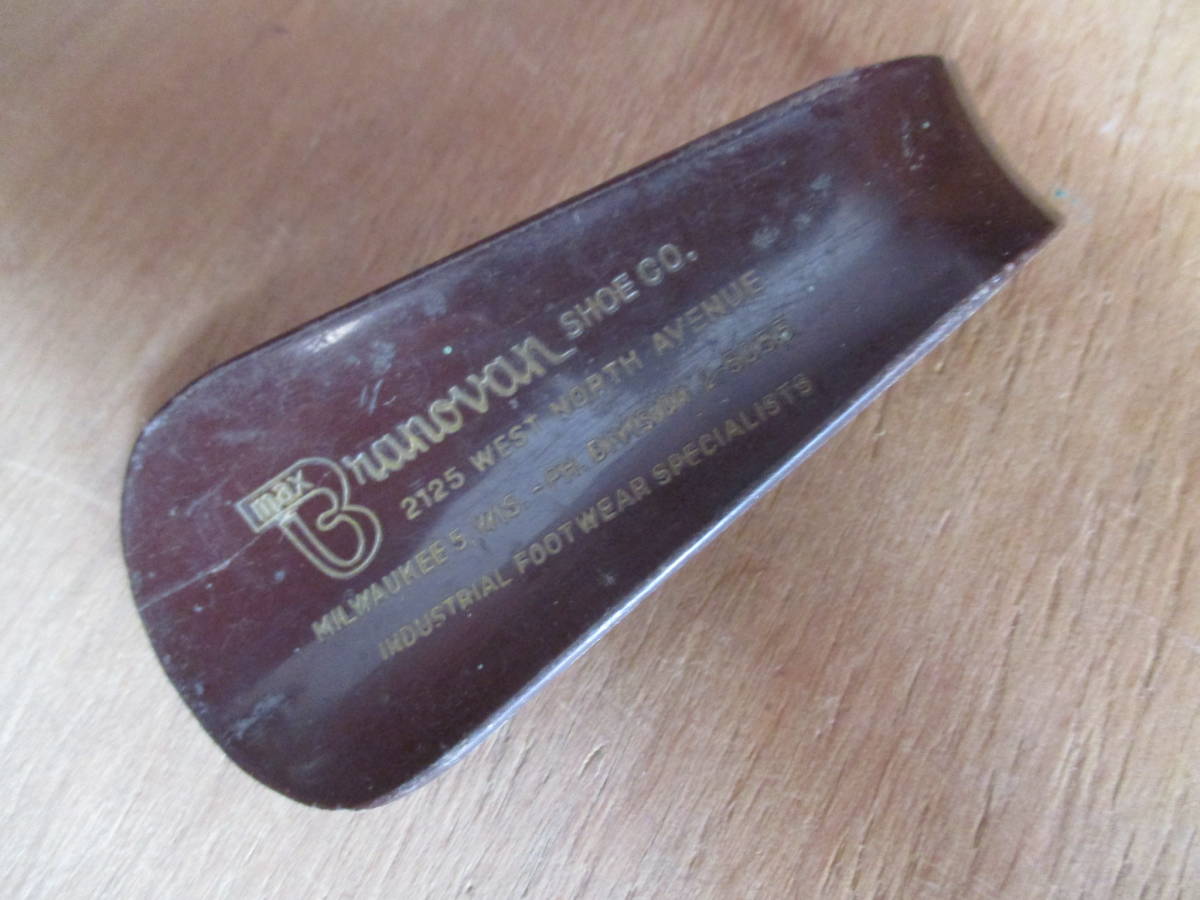 max Branovan SHOE CO.
2125 WEST NORTH AVENUE
MILWAUKEE 5, WIS. - PH. DIVISION
INDUSTRIAL FOOTWEAR SPECIALISTS